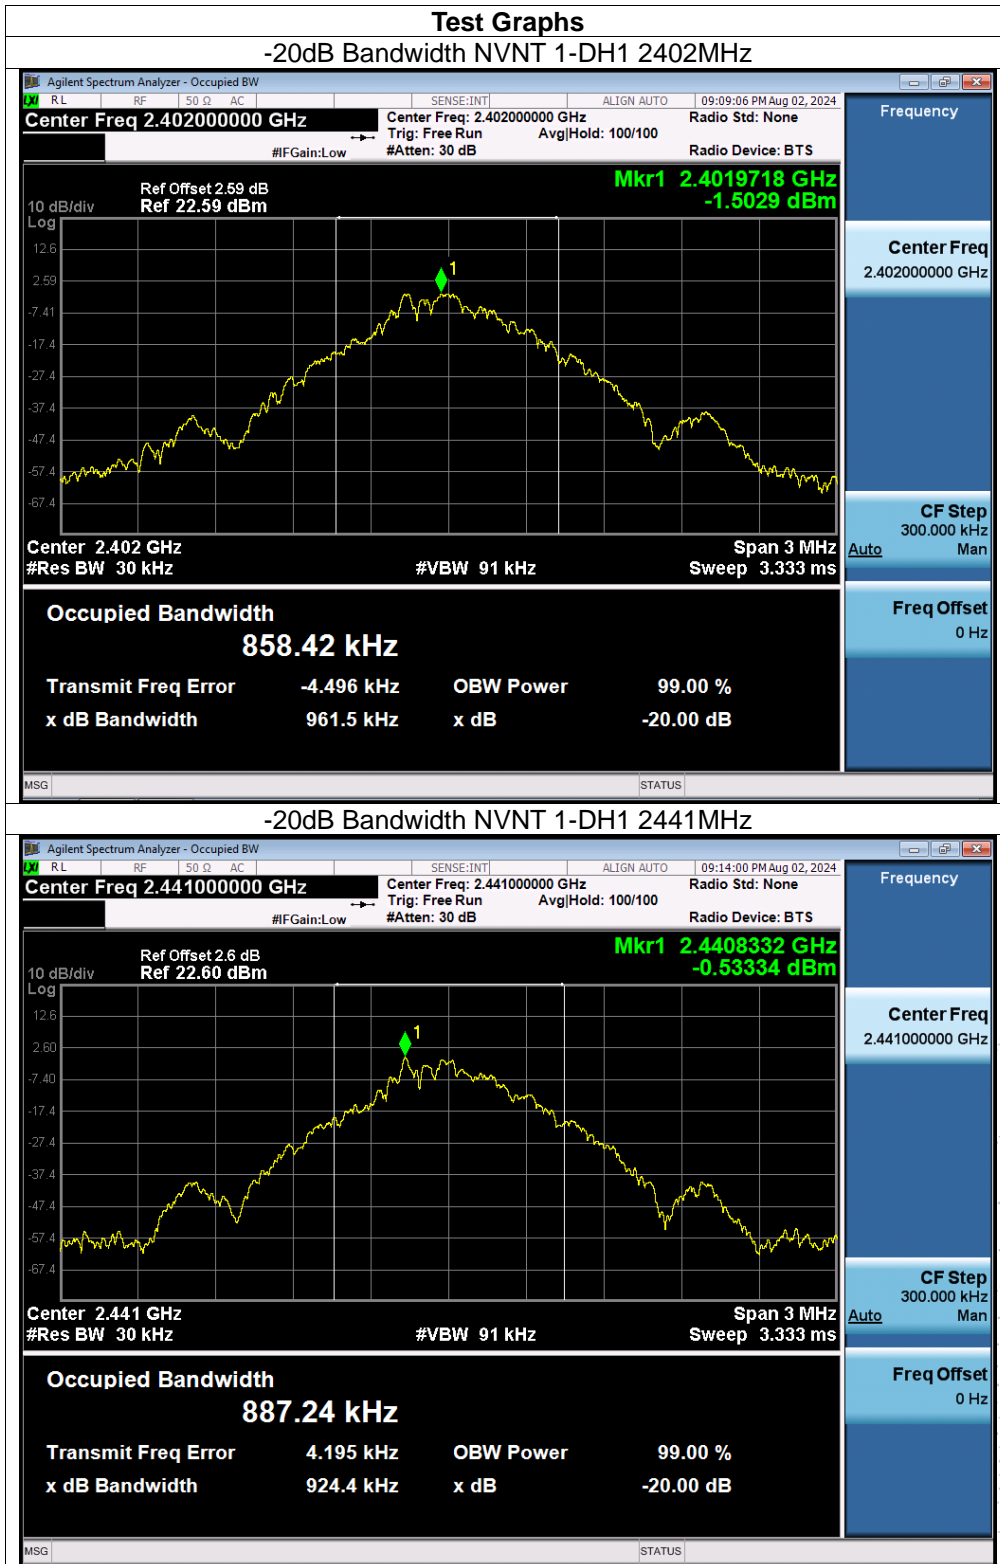 Test Graphs
-20dB Bandwidth NVNT 1-DH1 2402MHz
Agilent Spectrum Analyzer - Occupied BW
LXI RL RF 50 Ω AC SENSE:INT ALIGN AUTO 09:09:06 PM Aug 02, 2024
Center Freq 2.402000000 GHz Center Freq: 2.402000000 GHz Radio Std: None Frequency
Trig: Free Run Avg|Hold: 100/100
#IFGain:Low #Atten: 30 dB Radio Device: BTS
Mkr1 2.4019718 GHz
-1.5029 dBm
Ref Offset 2.59 dB
10 dB/div Ref 22.59 dBm
Log
12.6
2.59
-7.41
-17.4
-27.4
-37.4
-47.4
-57.4
-67.4
1
Center Freq
2.402000000 GHz
CF Step
300.000 kHz
Auto Man
Freq Offset
0 Hz
Center 2.402 GHz Span 3 MHz
#Res BW 30 kHz #VBW 91 kHz Sweep 3.333 ms
Occupied Bandwidth
858.42 kHz
Transmit Freq Error -4.496 kHz OBW Power 99.00 %
x dB Bandwidth 961.5 kHz x dB -20.00 dB
MSG STATUS
-20dB Bandwidth NVNT 1-DH1 2441MHz
Agilent Spectrum Analyzer - Occupied BW
LXI RL RF 50 Ω AC SENSE:INT ALIGN AUTO 09:14:00 PM Aug 02, 2024
Center Freq 2.441000000 GHz Center Freq: 2.441000000 GHz Radio Std: None Frequency
Trig: Free Run Avg|Hold: 100/100
#IFGain:Low #Atten: 30 dB Radio Device: BTS
Mkr1 2.4408332 GHz
-0.53334 dBm
Ref Offset 2.6 dB
10 dB/div Ref 22.60 dBm
Log
12.6
2.60
-7.40
-17.4
-27.4
-37.4
-47.4
-57.4
-67.4
1
Center Freq
2.441000000 GHz
CF Step
300.000 kHz
Auto Man
Freq Offset
0 Hz
Center 2.441 GHz Span 3 MHz
#Res BW 30 kHz #VBW 91 kHz Sweep 3.333 ms
Occupied Bandwidth
887.24 kHz
Transmit Freq Error 4.195 kHz OBW Power 99.00 %
x dB Bandwidth 924.4 kHz x dB -20.00 dB
MSG STATUS